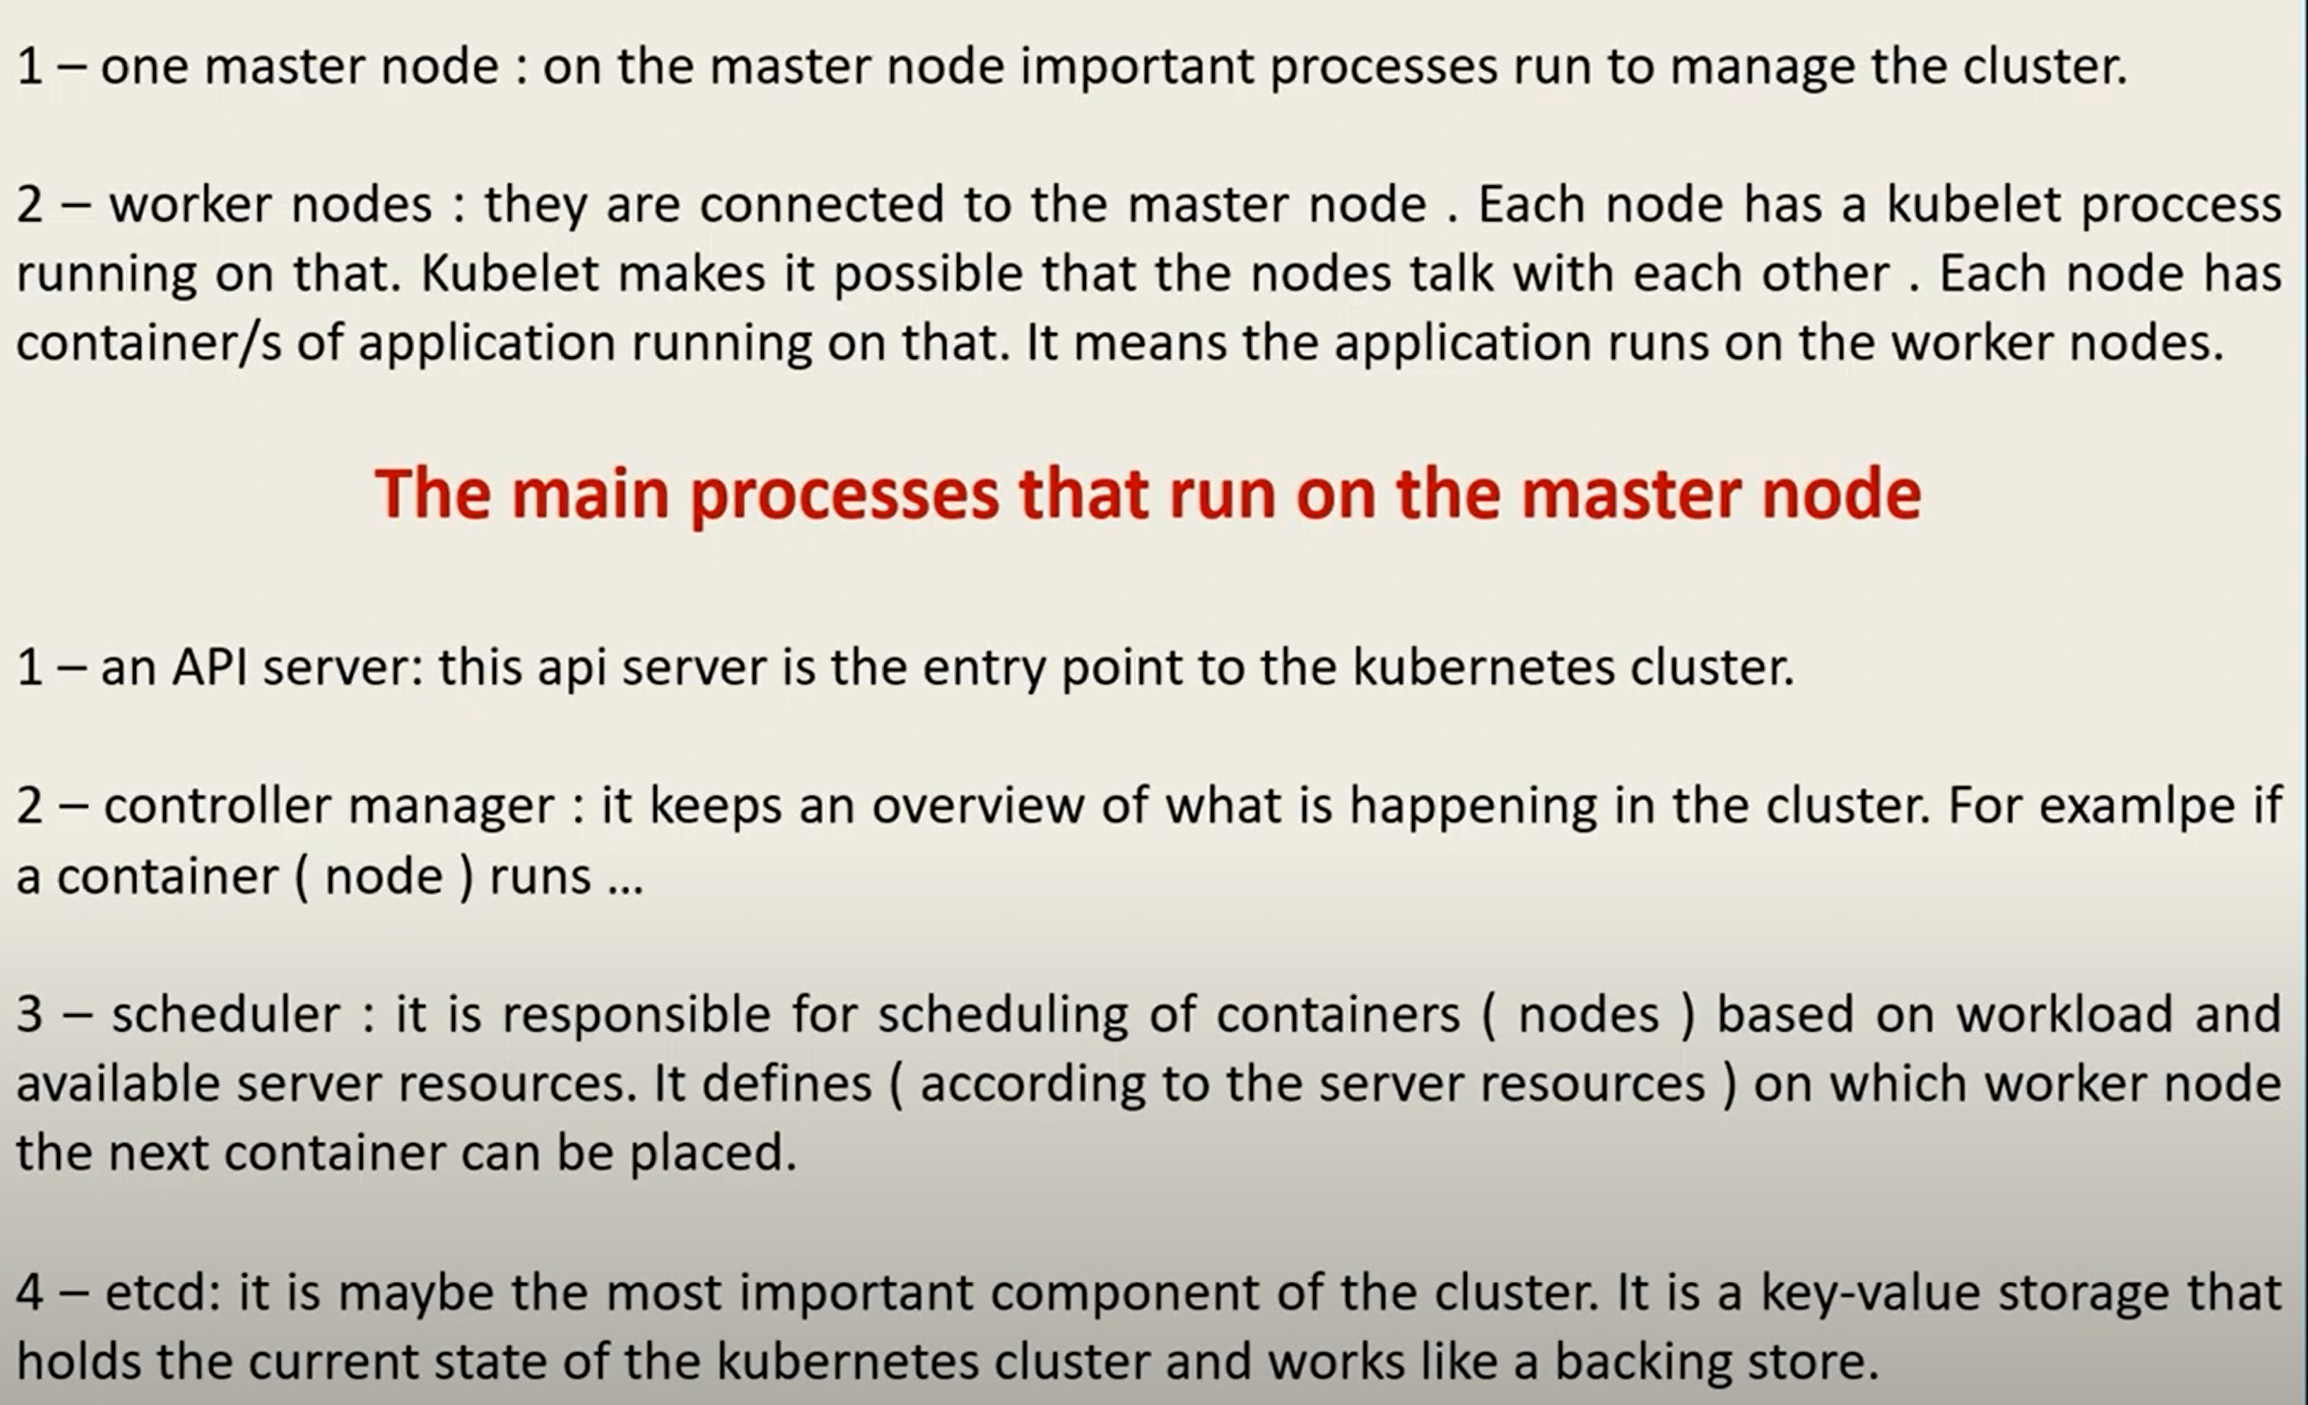 1 – one master node : on the master node important processes run to manage the cluster.
2 – worker nodes : they are connected to the master node . Each node has a kubelet proccess
running on that. Kubelet makes it possible that the nodes talk with each other . Each node has
container/s of application running on that. It means the application runs on the worker nodes.
The main processes that run on the master node
1 – an API server: this api server is the entry point to the kubernetes cluster.
2 – controller manager : it keeps an overview of what is happening in the cluster. For examlpe if
a container ( node ) runs ...
3 – scheduler : it is responsible for scheduling of containers ( nodes ) based on workload and
available server resources. It defines ( according to the server resources ) on which worker node
the next container can be placed.
4 – etcd: it is maybe the most important component of the cluster. It is a key-value storage that
holds the current state of the kubernetes cluster and works like a backing store.